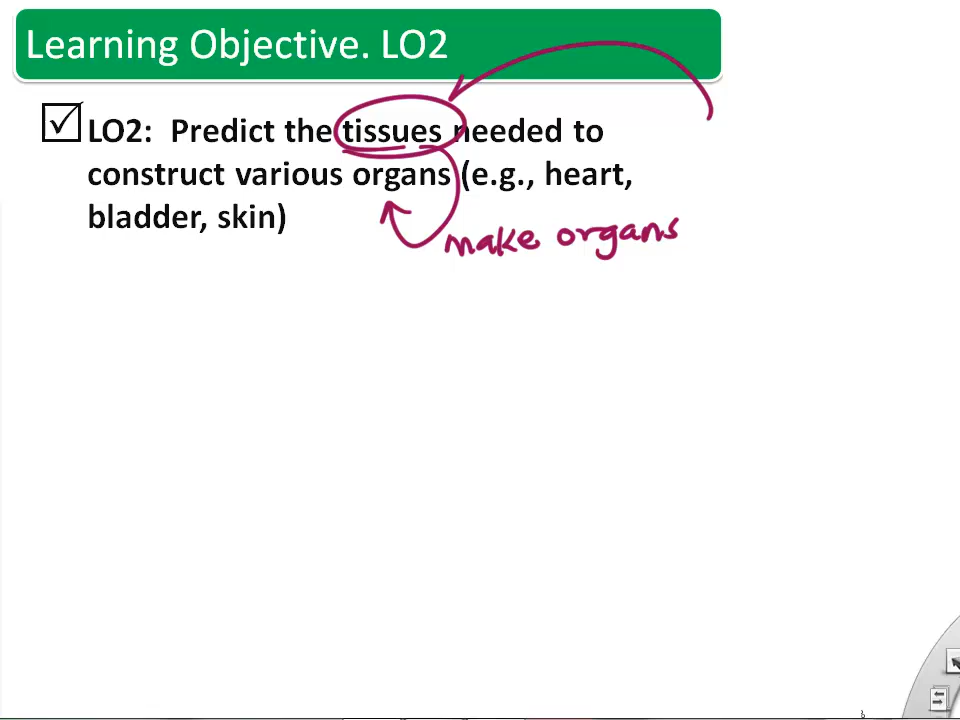 Learning Objective. LO2
LO2: Predict the tissues needed to
construct various organs (e.g., heart,
bladder, skin)
make organs